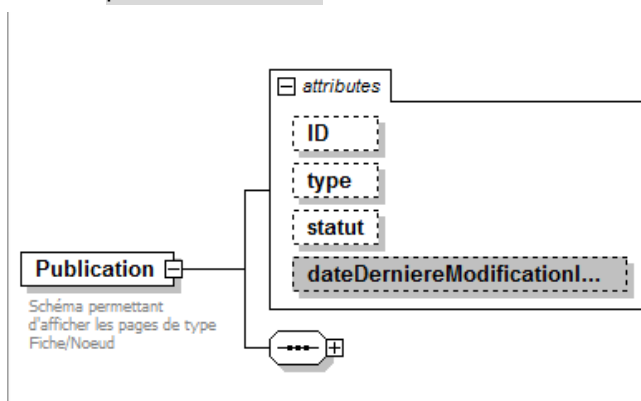 attributes
ID
type
statut
dateDerniereModificationI...
Publication
Schéma permettant
d'afficher les pages de type
Fiche/Noeud